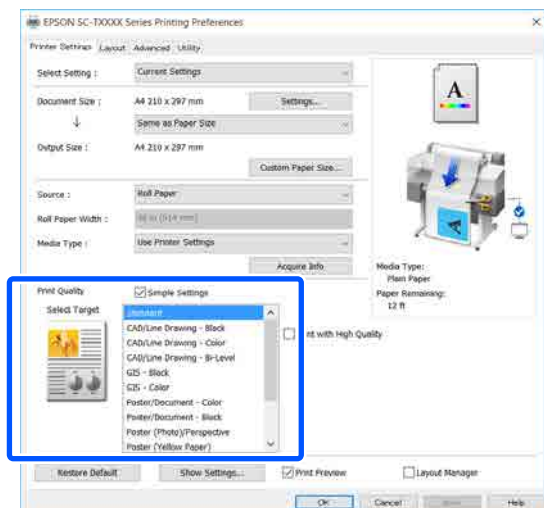 EPSON SC-TXXXX Series Printing Preferences
Printer Settings Layout Advanced Utility
Select Setting : Current Settings
Document Size : A4 210 x 297 mm Settings...
Same as Paper Size
Output Size : A4 210 x 297 mm
Custom Paper Size...
Source : Roll Paper
Roll Paper Width :
Media Type : Use Printer Settings
Acquire Info
Media Type:
Plain Paper
Paper Remaining:
12 ft
Print Quality Simple Settings
Select Target Standard
CAD/Line Drawing - Black
CAD/Line Drawing - Color
CAD/Line Drawing - Bi-Level
GIS - Black
GIS - Color
Poster/Document - Color
Poster/Document - Black
Poster (Photo)/Perspective
Poster (Yellow Paper)
nt with High Quality
Restore Default Show Settings... Print Preview Layout Manager
OK Cancel Help
A